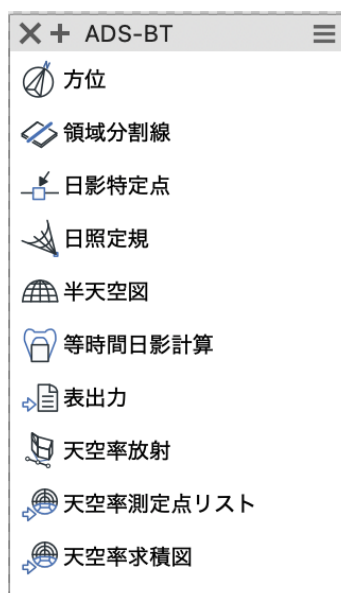 ADS-BT
方位
領域分割線
日影特定点
日照定規
半天空図
等時間日影計算
表出力
天空率放射
天空率測定点リスト
天空率求積図